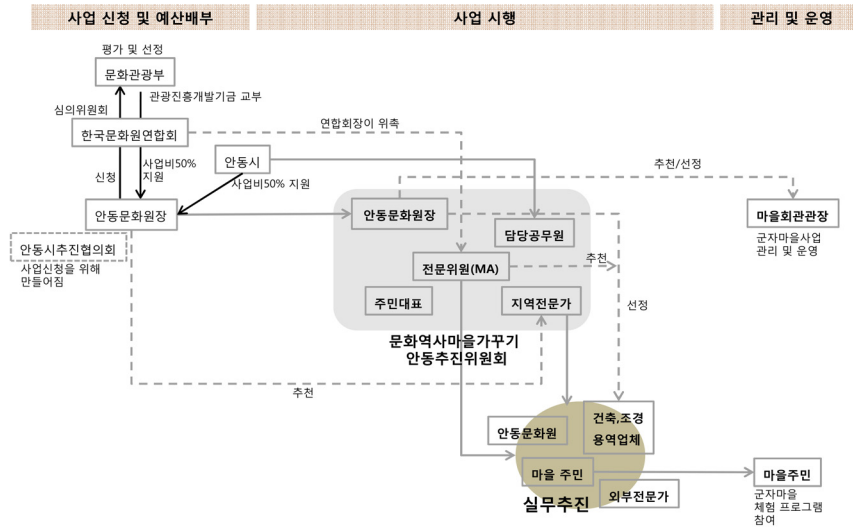 사업 신청 및 예산배부
사업 시행
관리 및 운영
평가 및 선정
문화관광부
심의위원회
관광진흥개발기금 교부
한국문화원연합회
연합회장이 위촉
신청
사업비50%
지원
안동시
사업비50% 지원
추천/선정
안동문화원장
안동문화원장
담당공무원
마을회관관장
군자마을사업
관리 및 운영
안동시추진협의회
사업신청을 위해
만들어짐
전문위원(MA)
추천
주민대표
지역전문가
선정
문화역사마을가꾸기
안동추진위원회
추천
안동문화원
건축,조경
용역업체
마을 주민
외부전문가
실무추진
마을주민
군자마을
체험 프로그램
참여